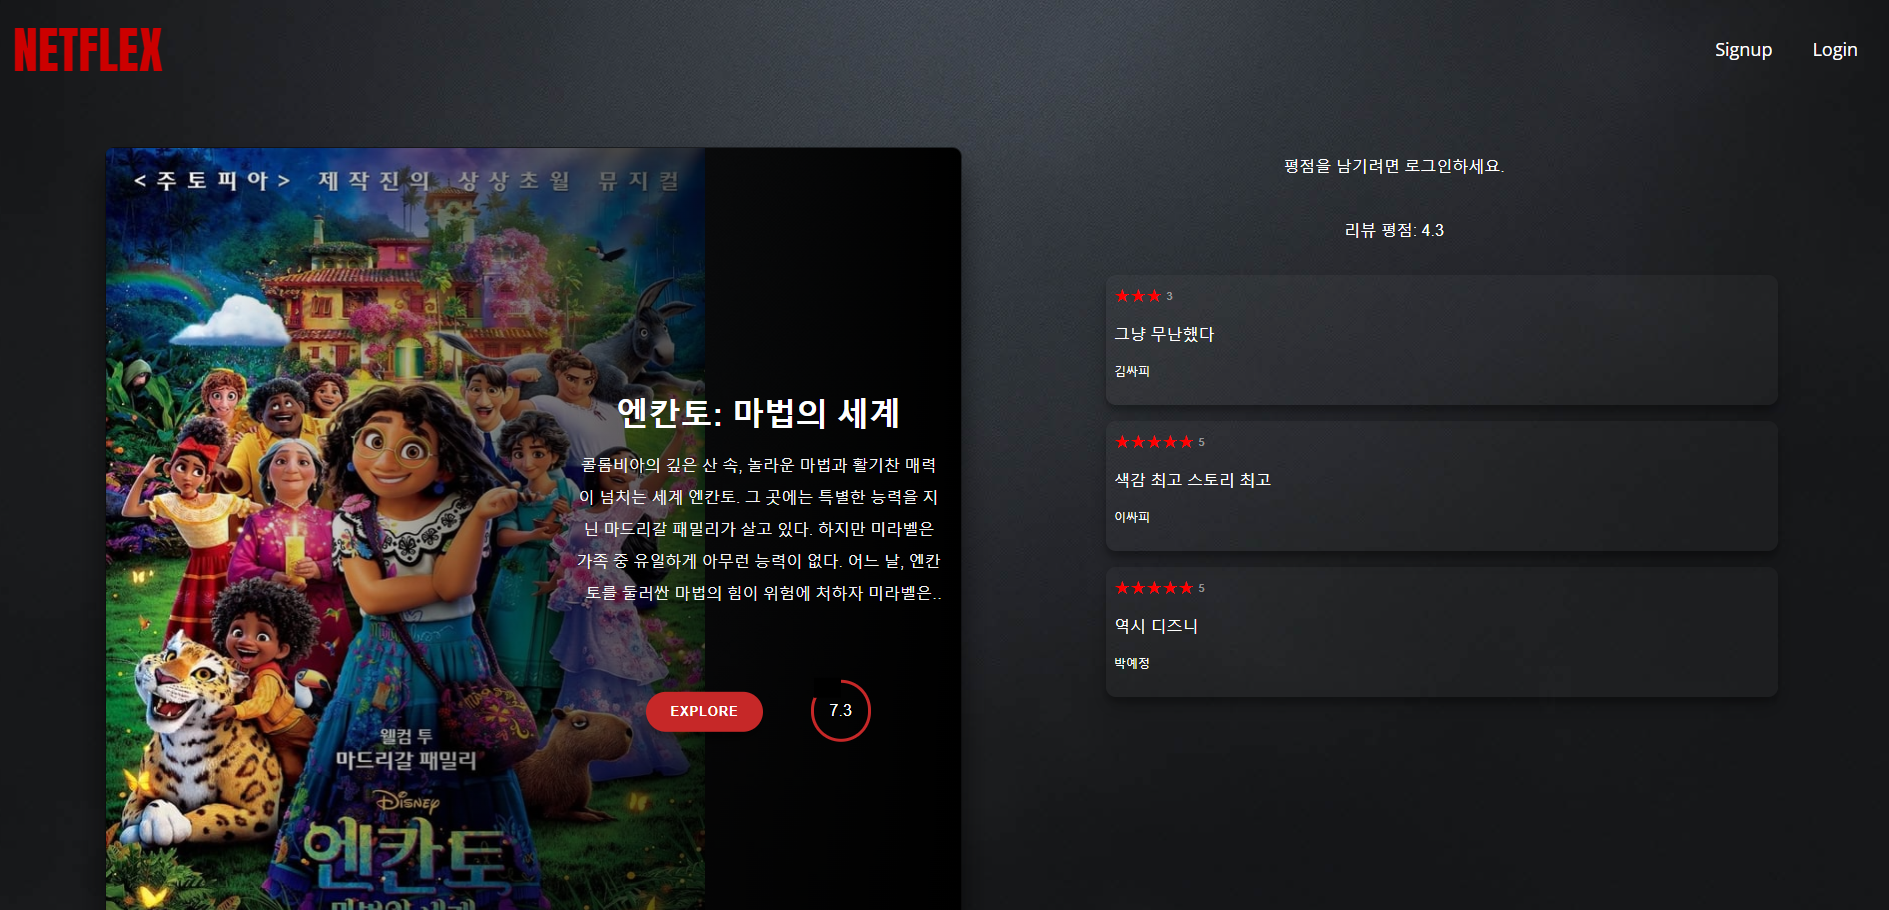 NETFLEX
Signup
Login
<주토피아> 제작진의 상상초월 뮤지컬
엔칸토: 마법의 세계
콜롬비아의 깊은 산 속, 놀라운 마법과 활기찬 매력
이 넘치는 세계 엔칸토. 그 곳에는 특별한 능력을 지
닌 마드리갈 패밀리가 살고 있다. 하지만 미라벨은
가족 중 유일하게 아무런 능력이 없다. 어느 날, 엔칸
토를 둘러싼 마법의 힘이 위험에 처하자 미라벨은..
EXPLORE
7.3
웰컴 투
마드리갈 패밀리
Disney
엔칸토
마법의 세계
평점을 남기려면 로그인하세요.
리뷰 평점: 4.3
★★★ 3
그냥 무난했다
김싸피
★★★★★ 5
색감 최고 스토리 최고
이싸피
★★★★★ 5
역시 디즈니
박예정